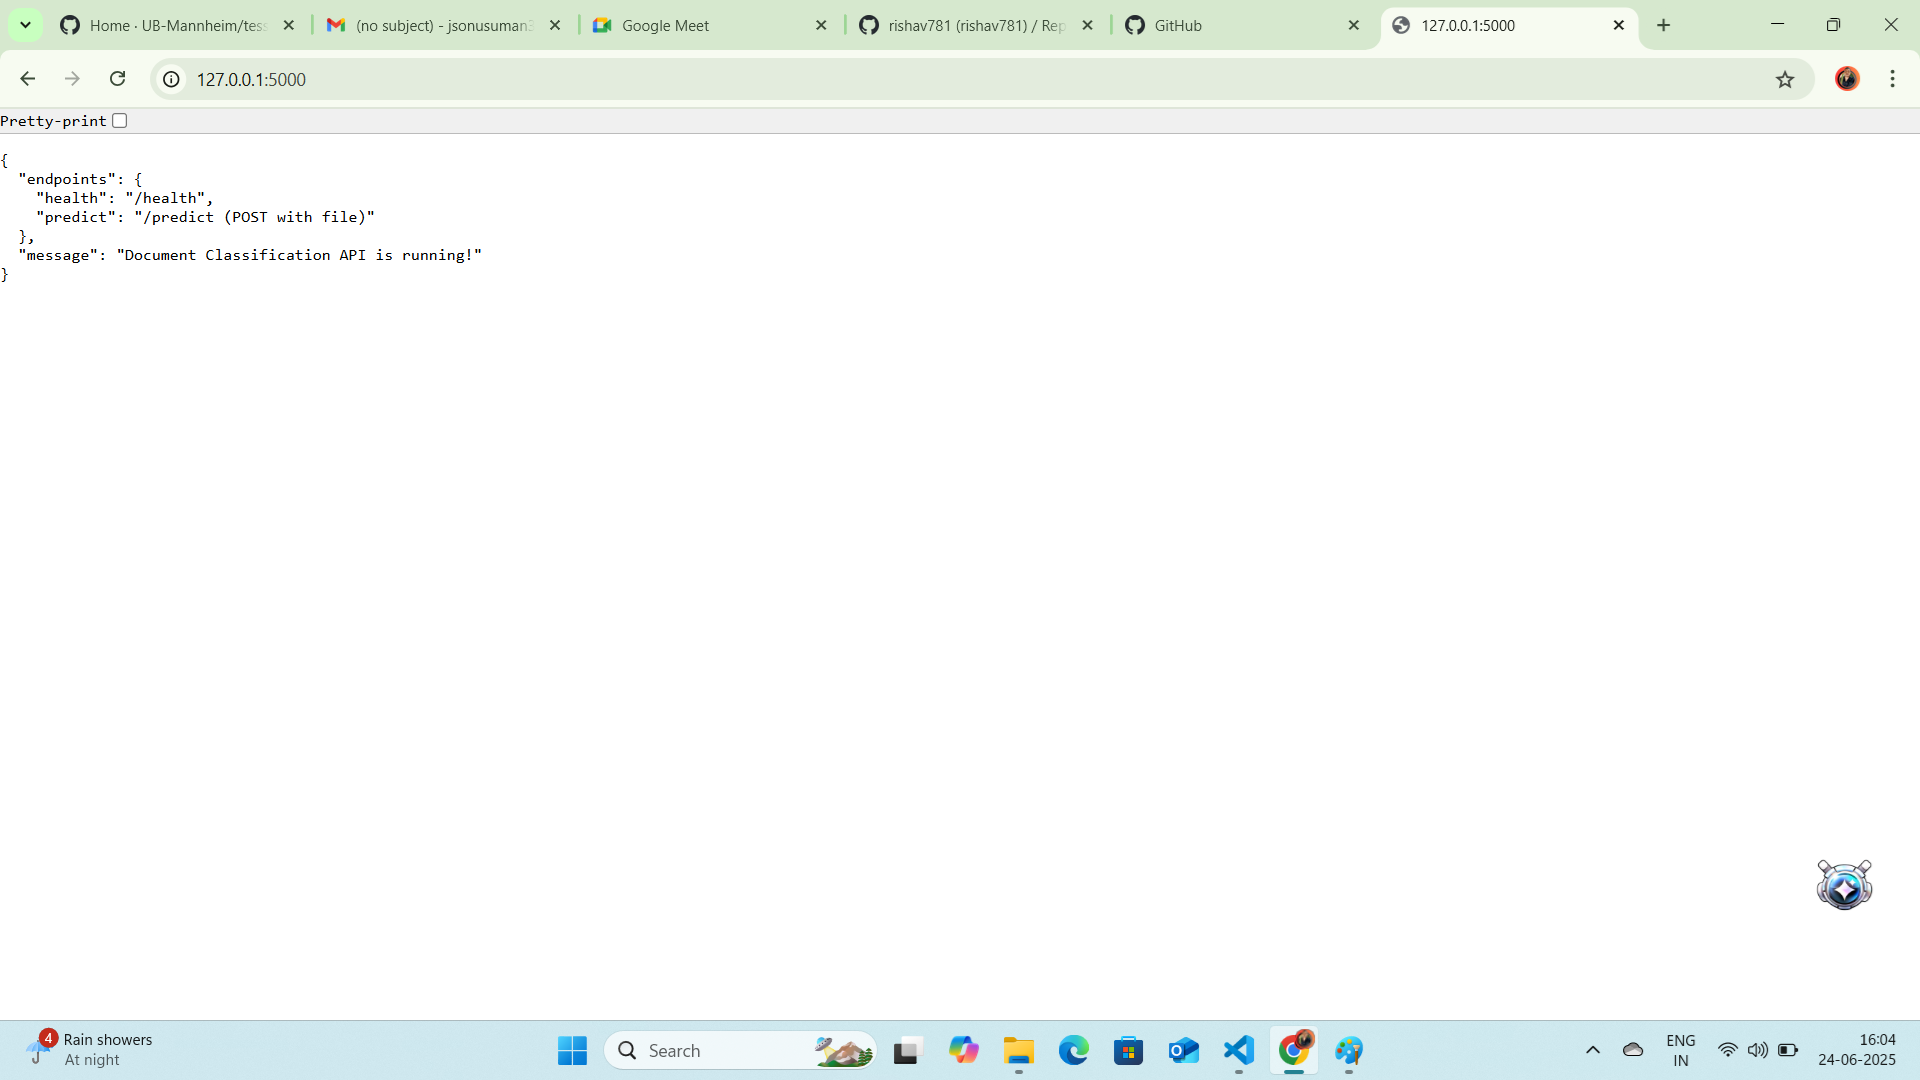 Home · UB-Mannheim/tess
(no subject) - jsonusuman3
Google Meet
rishav781 (rishav781) / Rep
GitHub
127.0.0.1:5000
127.0.0.1:5000
Pretty-print
{
  "endpoints": {
    "health": "/health",
    "predict": "/predict (POST with file)"
  },
  "message": "Document Classification API is running!"
}
4
Rain showers
At night
Search
ENG
IN
16:04
24-06-2025